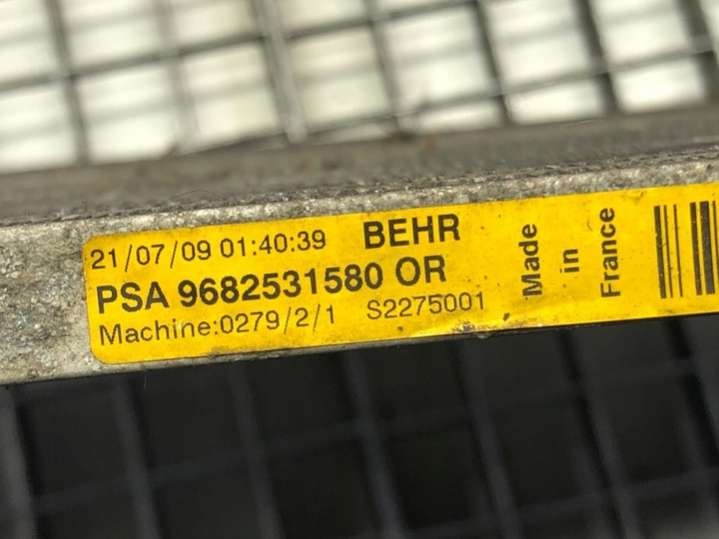 21/07/09 01:40:39 BEHR
PSA 9682531580 OR
Machine:0279/2/1 S2275001
Made
in
France